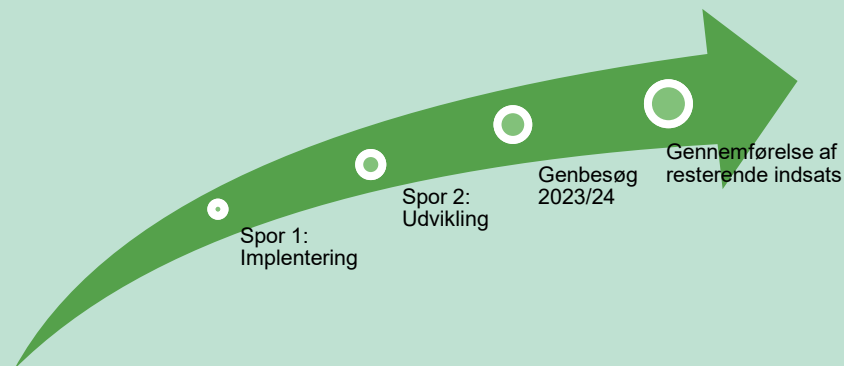 Spor 1:
Implentering
Spor 2:
Udvikling
Genbesøg
2023/24
Gennemførelse af
resterende indsats